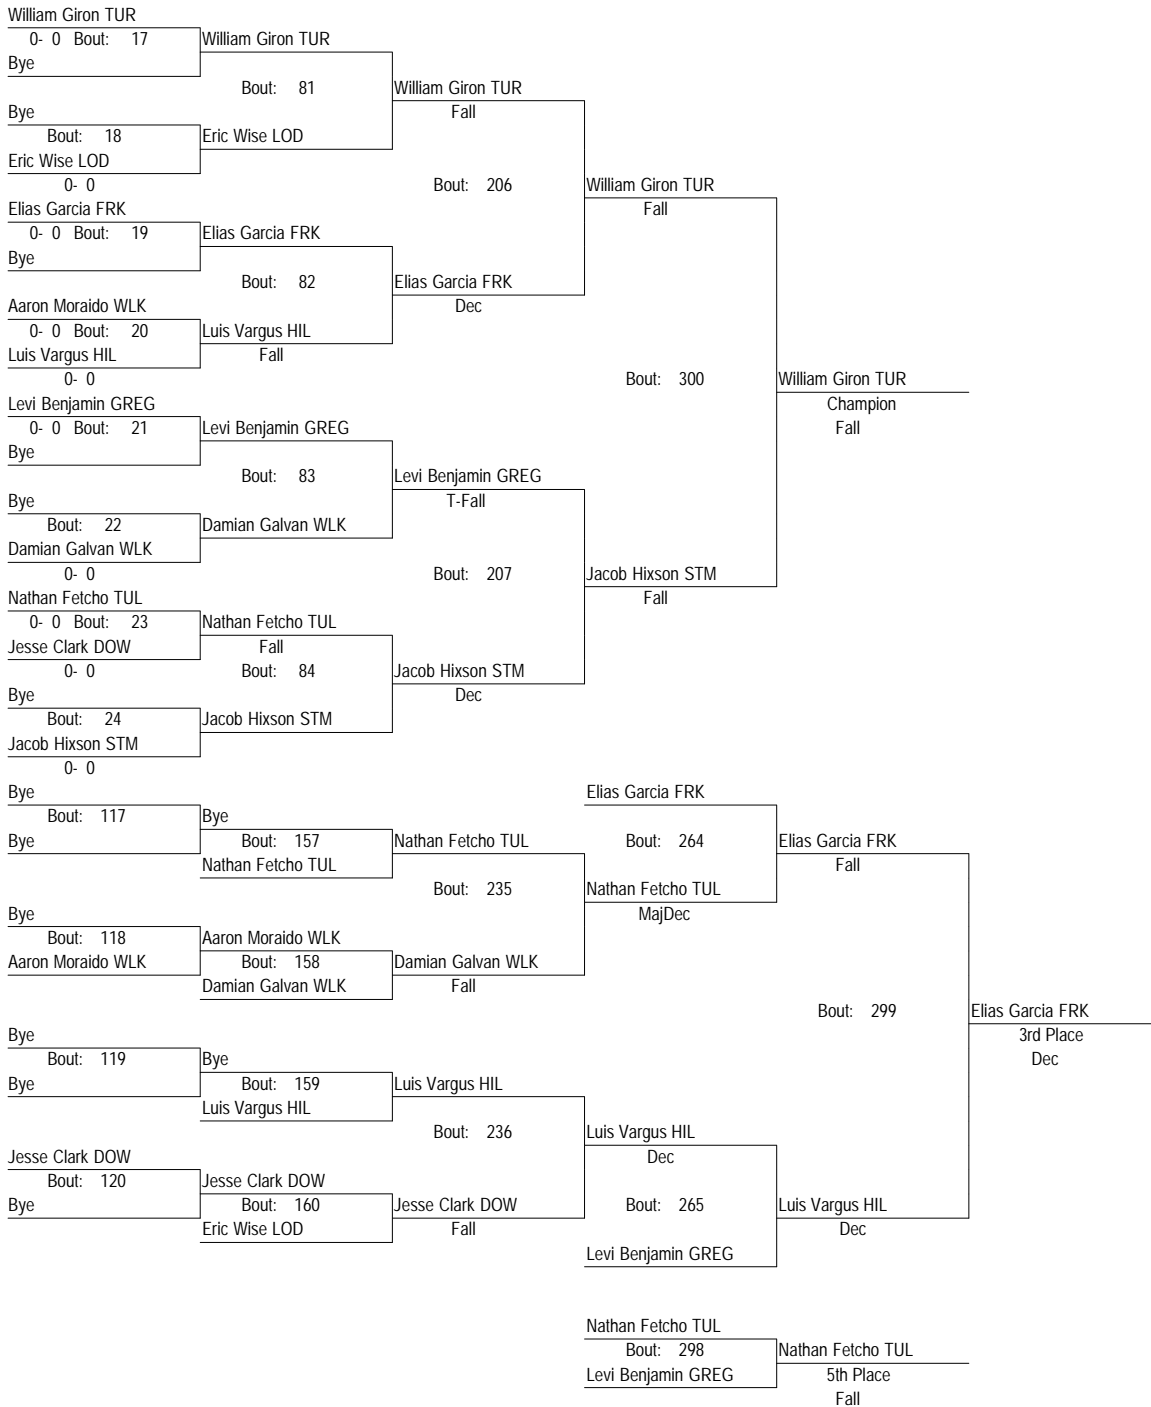 William Giron TUR
0- 0 Bout: 17 William Giron TUR
Bye
Bout: 81 William Giron TUR
Bye Fall
Bout: 18 Eric Wise LOD
Eric Wise LOD
0- 0 Bout: 206 William Giron TUR
Elias Garcia FRK Fall
0- 0 Bout: 19 Elias Garcia FRK
Bye
Bout: 82 Elias Garcia FRK
Aaron Moraido WLK Dec
0- 0 Bout: 20 Luis Vargus HIL
Luis Vargus HIL Fall
0- 0 Bout: 300 William Giron TUR
Levi Benjamin GREG Champion
0- 0 Bout: 21 Levi Benjamin GREG Fall
Bye
Bout: 83 Levi Benjamin GREG
Bye T-Fall
Bout: 22 Damian Galvan WLK
Damian Galvan WLK
0- 0 Bout: 207 Jacob Hixson STM
Nathan Fetcho TUL Fall
0- 0 Bout: 23 Nathan Fetcho TUL
Jesse Clark DOW Fall
0- 0 Bout: 84 Jacob Hixson STM
Bye Dec
Bout: 24 Jacob Hixson STM
Jacob Hixson STM
0- 0
Bye Elias Garcia FRK
Bout: 117 Bye
Bye Bout: 157 Nathan Fetcho TUL Bout: 264 Elias Garcia FRK
Nathan Fetcho TUL Fall
Bout: 235 Nathan Fetcho TUL
Bye MajDec
Bout: 118 Aaron Moraido WLK
Aaron Moraido WLK Bout: 158 Damian Galvan WLK
Damian Galvan WLK Fall
Bout: 299 Elias Garcia FRK
Bye 3rd Place
Bout: 119 Bye Dec
Bye Bout: 159 Luis Vargus HIL
Luis Vargus HIL
Bout: 236 Luis Vargus HIL
Jesse Clark DOW Dec
Bout: 120 Jesse Clark DOW
Bye Bout: 160 Jesse Clark DOW Bout: 265 Luis Vargus HIL
Eric Wise LOD Fall Dec
Levi Benjamin GREG
Nathan Fetcho TUL
Bout: 298 Nathan Fetcho TUL
Levi Benjamin GREG 5th Place
Fall